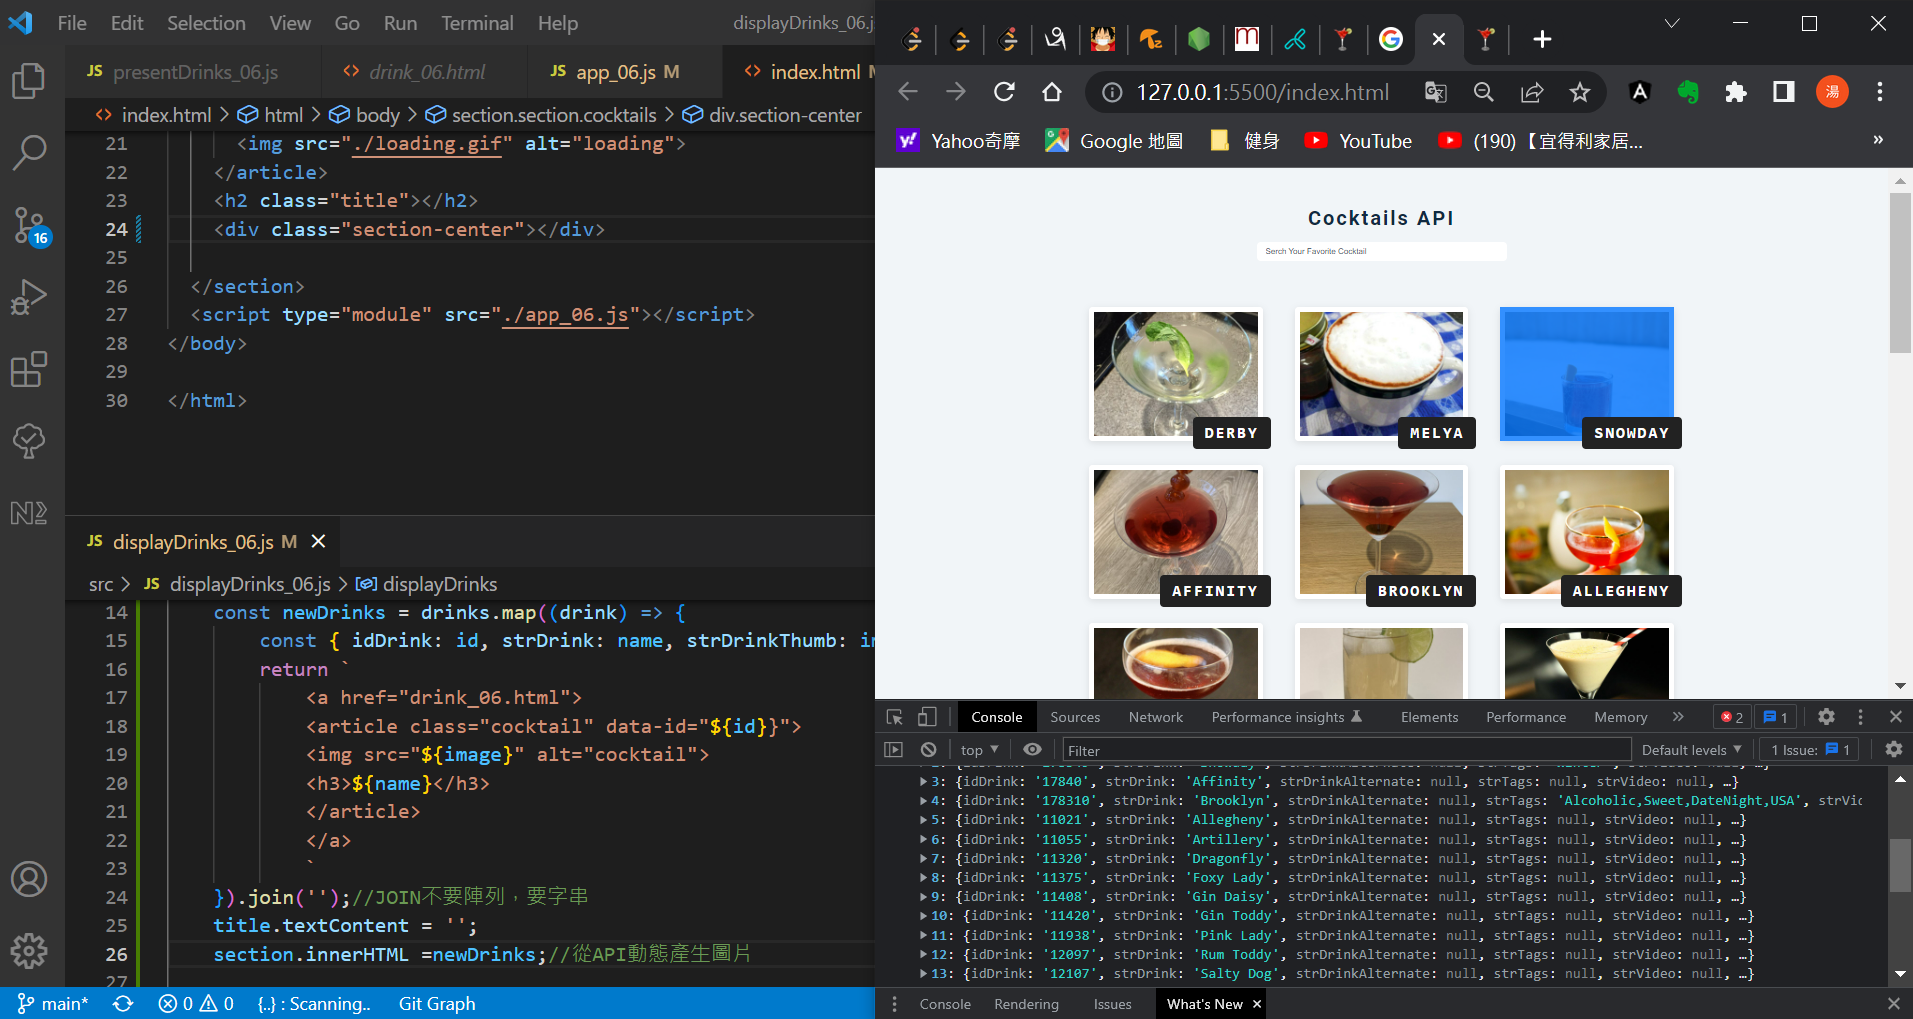 File Edit Selection View Go Run Terminal Help displayDrinks_06.j
JS presentDrinks_06.js <> drink_06.html JS app_06.js M <> index.html M
<> index.html > html > body > section.section.cocktails > div.section-center
21 <img src="./loading.gif" alt="loading">
22 </article>
23 <h2 class="title"></h2>
24 <div class="section-center"></div>
25
26 </section>
27 <script type="module" src="./app_06.js"></script>
28 </body>
29
30 </html>
16
JS displayDrinks_06.js M
src > JS displayDrinks_06.js > displayDrinks
14 const newDrinks = drinks.map((drink) => {
15 const { idDrink: id, strDrink: name, strDrinkThumb: i
16 return `
17 <a href="drink_06.html">
18 <article class="cocktail" data-id="${id}}">
19 <img src="${image}" alt="cocktail">
20 <h3>${name}</h3>
21 </article>
22 </a>
23 `
24 }).join('');//JOIN不要陣列，要字串
25 title.textContent = '';
26 section.innerHTML =newDrinks;//從API動態產生圖片
27
main* 0 0 {..} : Scanning.. Git Graph
127.0.0.1:5500/index.html
湯
Yahoo奇摩 Google 地圖 健身 YouTube (190) 【宜得利家居... »
Cocktails API
Serch Your Favorite Cocktail
DERBY MELYA SNOWDAY
AFFINITY BROOKLYN ALLEGHENY
Console Sources Network Performance insights Elements Performance Memory » 2 1
top Filter Default levels 1 Issue: 1
3: {idDrink: '17840', strDrink: 'Affinity', strDrinkAlternate: null, strTags: null, strVideo: null, …}
4: {idDrink: '178310', strDrink: 'Brooklyn', strDrinkAlternate: null, strTags: 'Alcoholic,Sweet,DateNight,USA', strVic
5: {idDrink: '11021', strDrink: 'Allegheny', strDrinkAlternate: null, strTags: null, strVideo: null, …}
6: {idDrink: '11055', strDrink: 'Artillery', strDrinkAlternate: null, strTags: null, strVideo: null, …}
7: {idDrink: '11320', strDrink: 'Dragonfly', strDrinkAlternate: null, strTags: null, strVideo: null, …}
8: {idDrink: '11375', strDrink: 'Foxy Lady', strDrinkAlternate: null, strTags: null, strVideo: null, …}
9: {idDrink: '11408', strDrink: 'Gin Daisy', strDrinkAlternate: null, strTags: null, strVideo: null, …}
10: {idDrink: '11420', strDrink: 'Gin Toddy', strDrinkAlternate: null, strTags: null, strVideo: null, …}
11: {idDrink: '11938', strDrink: 'Pink Lady', strDrinkAlternate: null, strTags: null, strVideo: null, …}
12: {idDrink: '12097', strDrink: 'Rum Toddy', strDrinkAlternate: null, strTags: null, strVideo: null, …}
13: {idDrink: '12107', strDrink: 'Salty Dog', strDrinkAlternate: null, strTags: null, strVideo: null, …}
Console Rendering Issues What's New